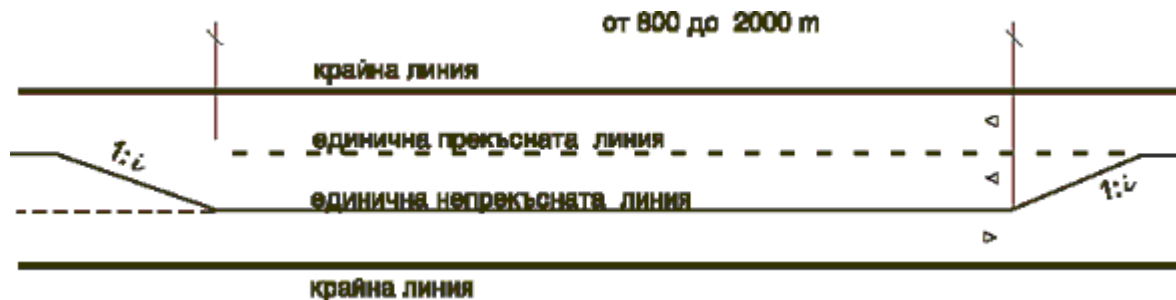 от 800 до 2000 m
крайна линия
единична прекъсната линия
1:i
единична непрекъсната линия
1:i
крайна линия